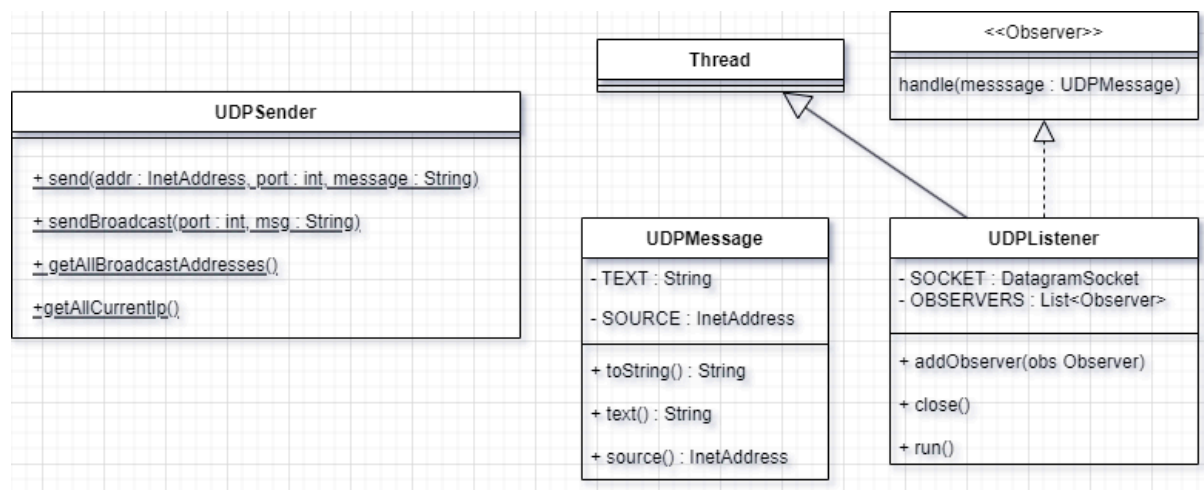 UDPSender
+ send(addr : InetAddress, port : int, message : String)
+ sendBroadcast(port : int, msg : String)
+ getAllBroadcastAddresses()
+getAllCurrentIp()
Thread
<<Observer>>
handle(messsage : UDPMessage)
UDPMessage
- TEXT : String
- SOURCE : InetAddress
+ toString() : String
+ text() : String
+ source() : InetAddress
UDPListener
- SOCKET : DatagramSocket
- OBSERVERS : List<Observer>
+ addObserver(obs Observer)
+ close()
+ run()